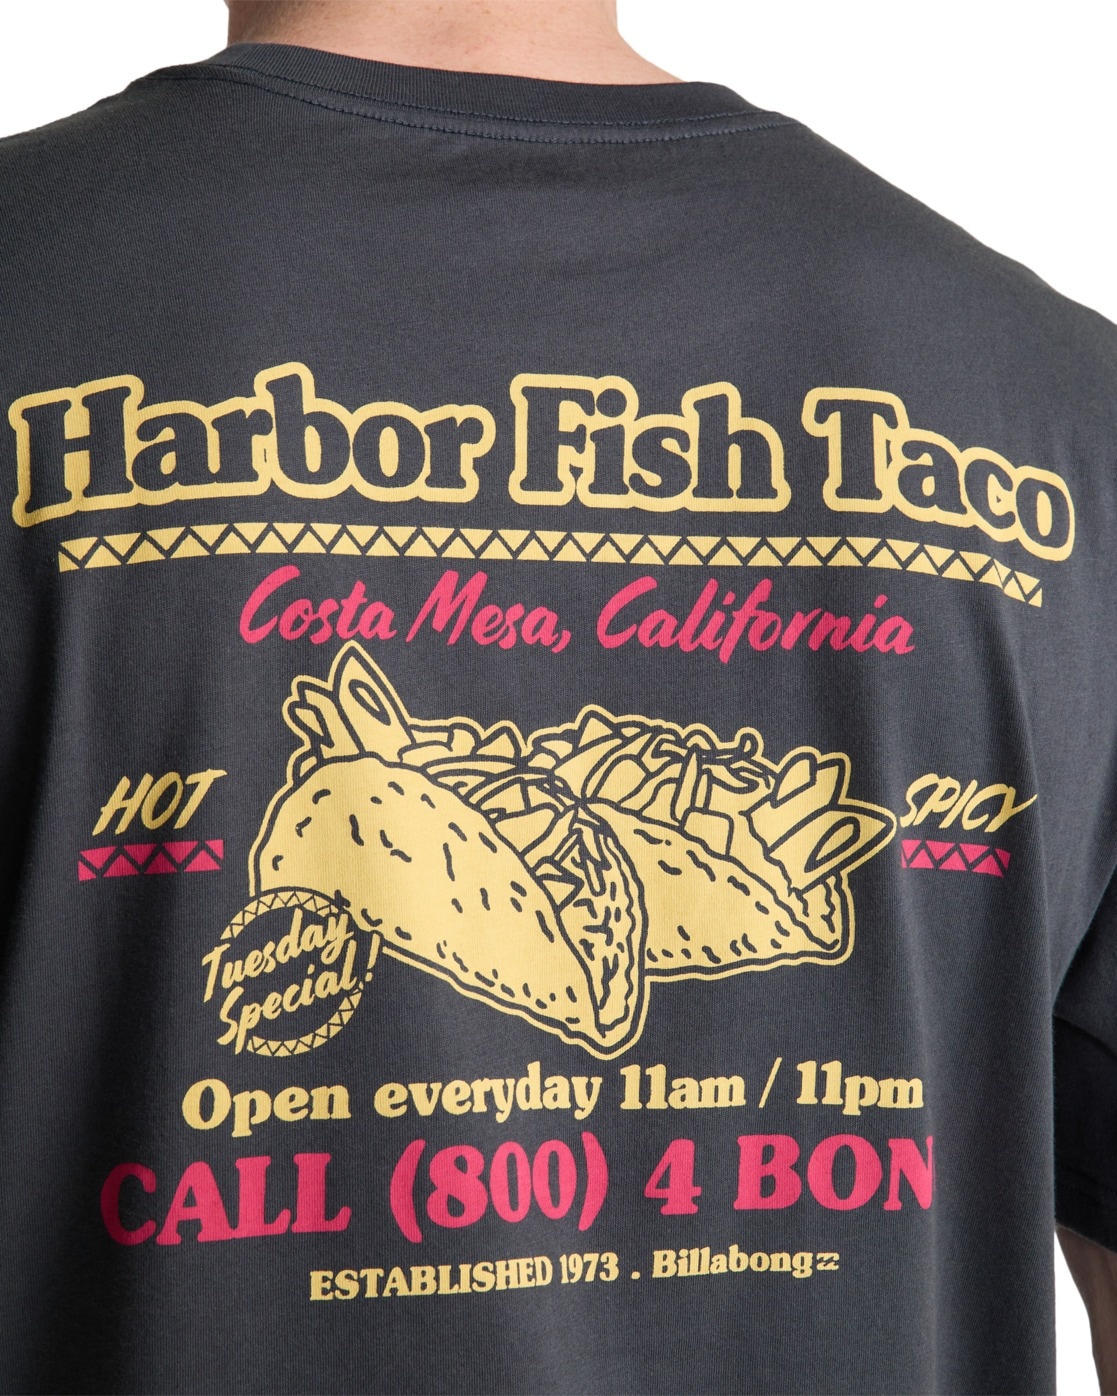 Harbor Fish Taco
Costa Mesa, California
HOT
SPICY
Tuesday
Special!
Open everyday 11am / 11pm
CALL (800) 4 BON
ESTABLISHED 1973 . Billabong